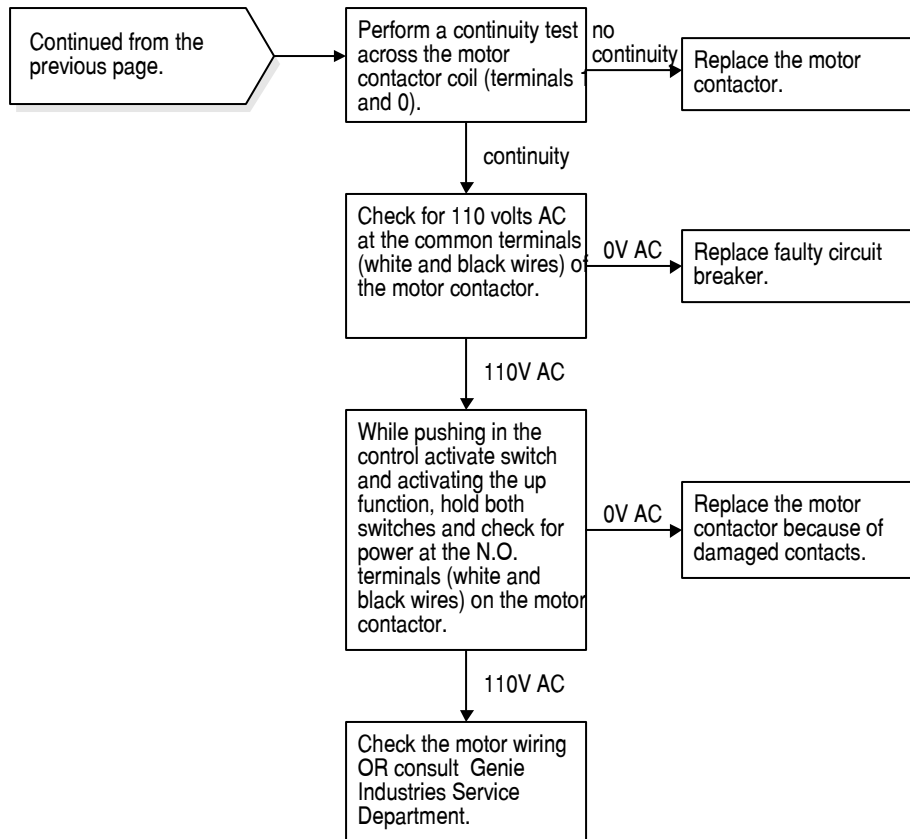 Continued from the
previous page.
Perform a continuity test
across the motor
contactor coil (terminals 1
and 0).
no
continuity
Replace the motor
contactor.
continuity
Check for 110 volts AC
at the common terminals
(white and black wires) of
the motor contactor.
0V AC
Replace faulty circuit
breaker.
110V AC
While pushing in the
control activate switch
and activating the up
function, hold both
switches and check for
power at the N.O.
terminals (white and
black wires) on the motor
contactor.
0V AC
Replace the motor
contactor because of
damaged contacts.
110V AC
Check the motor wiring
OR consult Genie
Industries Service
Department.